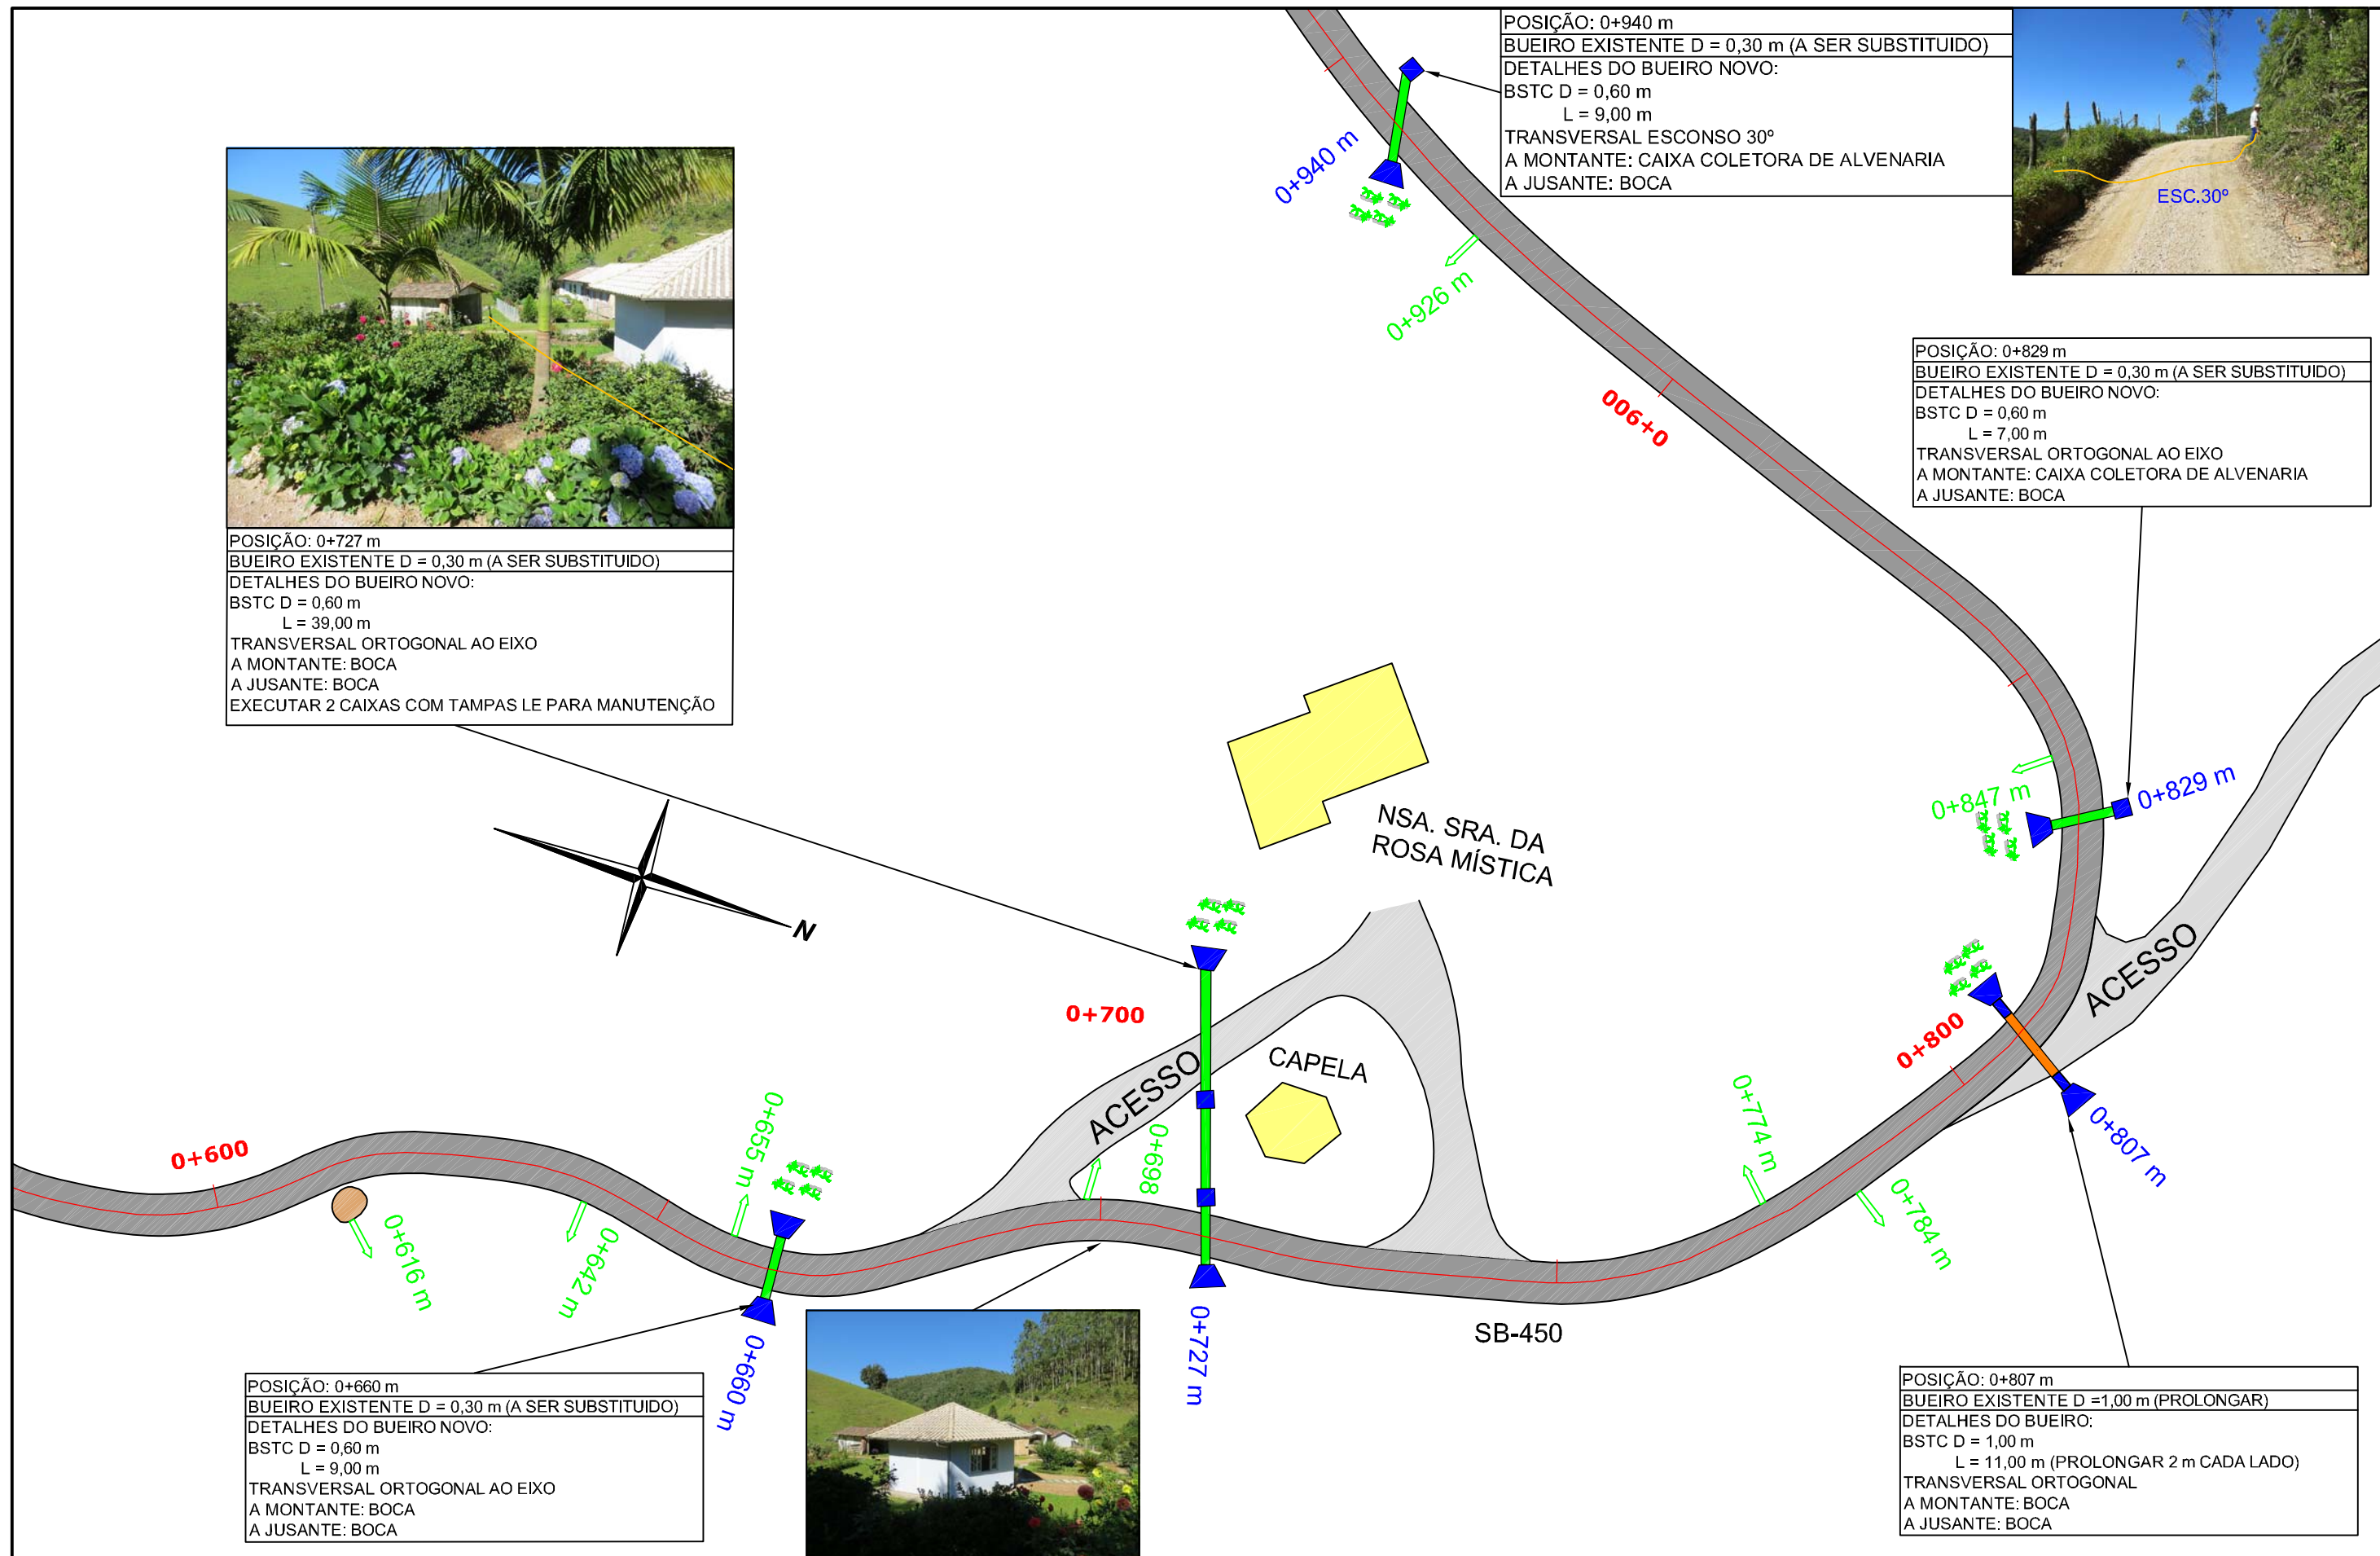 POSIÇÃO: 0+940 m
BUEIRO EXISTENTE D = 0,30 m (A SER SUBSTITUIDO)
DETALHES DO BUEIRO NOVO:
BSTC D = 0,60 m
L = 9,00 m
TRANSVERSAL ESCONSO 30º
A MONTANTE: CAIXA COLETORA DE ALVENARIA
A JUSANTE: BOCA
ESC.30º
0+940 m
0+926 m
0+900
POSIÇÃO: 0+829 m
BUEIRO EXISTENTE D = 0,30 m (A SER SUBSTITUIDO)
DETALHES DO BUEIRO NOVO:
BSTC D = 0,60 m
L = 7,00 m
TRANSVERSAL ORTOGONAL AO EIXO
A MONTANTE: CAIXA COLETORA DE ALVENARIA
A JUSANTE: BOCA
POSIÇÃO: 0+727 m
BUEIRO EXISTENTE D = 0,30 m (A SER SUBSTITUIDO)
DETALHES DO BUEIRO NOVO:
BSTC D = 0,60 m
L = 39,00 m
TRANSVERSAL ORTOGONAL AO EIXO
A MONTANTE: BOCA
A JUSANTE: BOCA
EXECUTAR 2 CAIXAS COM TAMPAS LE PARA MANUTENÇÃO
N
NSA. SRA. DA
ROSA MÍSTICA
0+847 m
0+829 m
ACESSO
0+700
0+800
ACESSO
CAPELA
0+600
0+655 m
0+698
0+774 m
0+807 m
0+616 m
0+642 m
0+784 m
0+660 m
0+727 m
SB-450
POSIÇÃO: 0+660 m
BUEIRO EXISTENTE D = 0,30 m (A SER SUBSTITUIDO)
DETALHES DO BUEIRO NOVO:
BSTC D = 0,60 m
L = 9,00 m
TRANSVERSAL ORTOGONAL AO EIXO
A MONTANTE: BOCA
A JUSANTE: BOCA
POSIÇÃO: 0+807 m
BUEIRO EXISTENTE D =1,00 m (PROLONGAR)
DETALHES DO BUEIRO;
BSTC D = 1,00 m
L = 11,00 m (PROLONGAR 2 m CADA LADO)
TRANSVERSAL ORTOGONAL
A MONTANTE: BOCA
A JUSANTE: BOCA